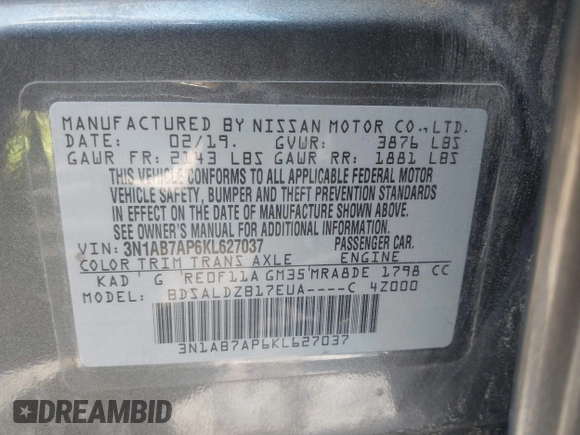 MANUFACTURED BY NISSAN MOTOR CO., LTD.
DATE: 02/19. GVWR: 3876 LBS
GAWR FR: 2143 LBS GAWR RR: 1881 LBS
THIS VEHICLE CONFORMS TO ALL APPLICABLE FEDERAL MOTOR
VEHICLE SAFETY, BUMPER AND THEFT PREVENTION STANDARDS
IN EFFECT ON THE DATE OF MANUFACTURE SHOWN ABOVE.
SEE OWNER'S MANUAL FOR ADDITIONAL INFORMATION.
VIN: 3N1AB7AP6KL627037 PASSENGER CAR.
COLOR TRIM TRANS AXLE ENGINE
KAD G RE0F11A GM35 MRA8DE 1798 CC
MODEL: BDSALDZB17EUA----C 4Z000
3N1AB7AP6KL627037
DREAMBID